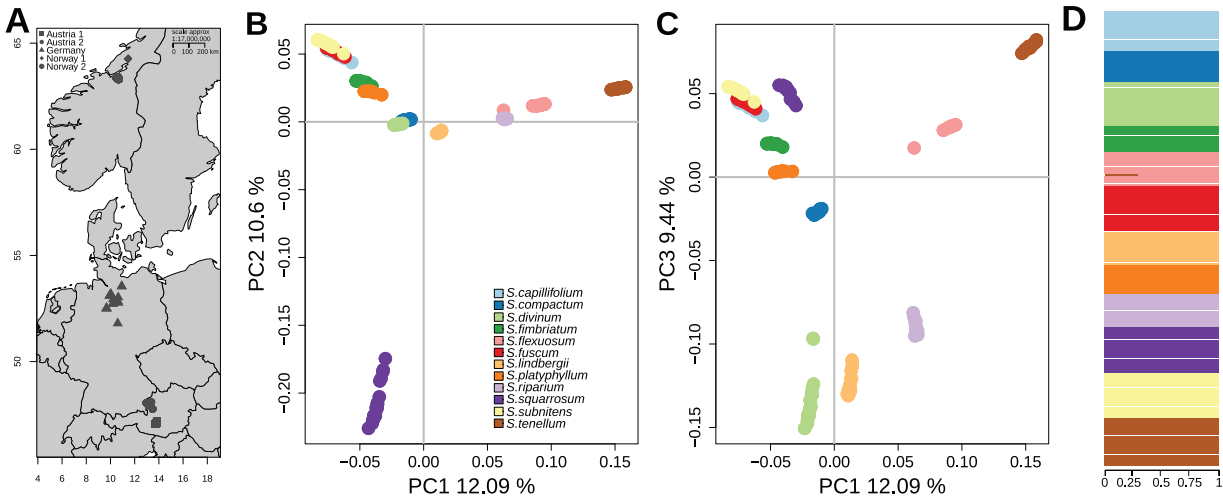 A
Austria 1
Austria 2
Germany
Norway 1
Norway 2
scale approx
1:17,000,000
0 100 200 km
65
60
55
50
4 6 8 10 12 14 16 18
B
PC2 10.6 %
0.05
0.00
−0.05
−0.10
−0.15
−0.20
S.capillifolium
S.compactum
S.divinum
S.fimbriatum
S.flexuosum
S.fuscum
S.lindbergii
S.platyphyllum
S.riparium
S.squarrosum
S.subnitens
S.tenellum
−0.05 0.00 0.05 0.10 0.15
PC1 12.09 %
C
PC3 9.44 %
0.05
0.00
−0.05
−0.10
−0.15
−0.05 0.00 0.05 0.10 0.15
PC1 12.09 %
D
0 0.25 0.5 0.75 1